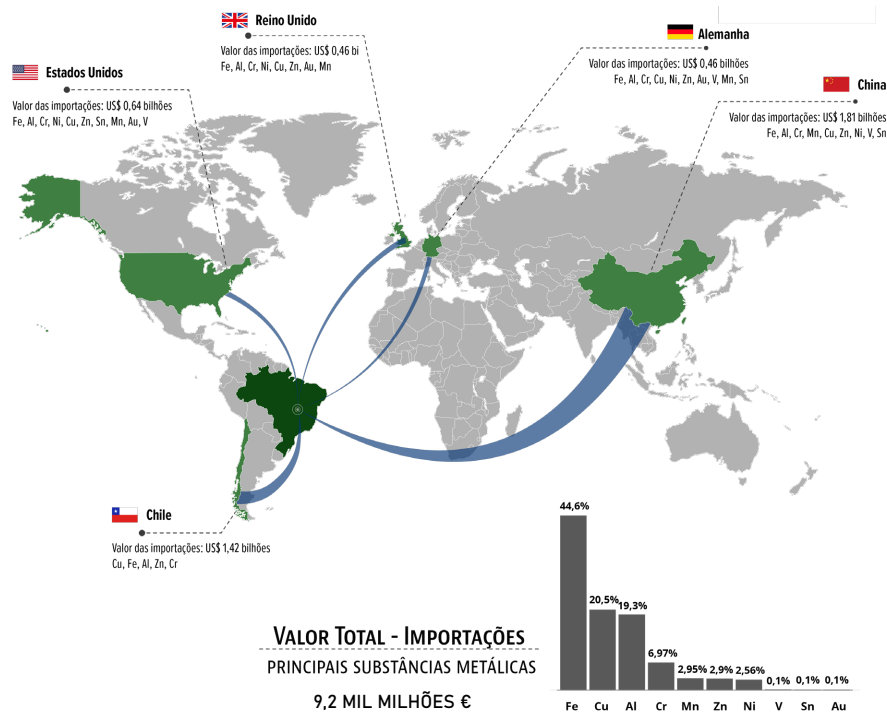 Reino Unido
Valor das importações: US$ 0,46 bi
Fe, Al, Cr, Ni, Cu, Zn, Au, Mn
Alemanha
Valor das importações: US$ 0,46 bilhões
Fe, Al, Cr, Cu, Ni, Zn, Au, V, Mn, Sn
Estados Unidos
Valor das importações: US$ 0,64 bilhões
Fe, Al, Cr, Ni, Cu, Zn, Sn, Mn, Au, V
China
Valor das importações: US$ 1,81 bilhões
Fe, Al, Cr, Mn, Cu, Zn, Ni, V, Sn
Chile
Valor das importações: US$ 1,42 bilhões
Cu, Fe, Al, Zn, Cr
Valor Total - Importações
PRINCIPAIS SUBSTÂNCIAS METÁLICAS
9,2 MIL MILHÕES €
44,6% 20,5% 19,3% 6,97% 2,95% 2,9% 2,56% 0,1% 0,1% 0,1%
Fe Cu Al Cr Mn Zn Ni V Sn Au